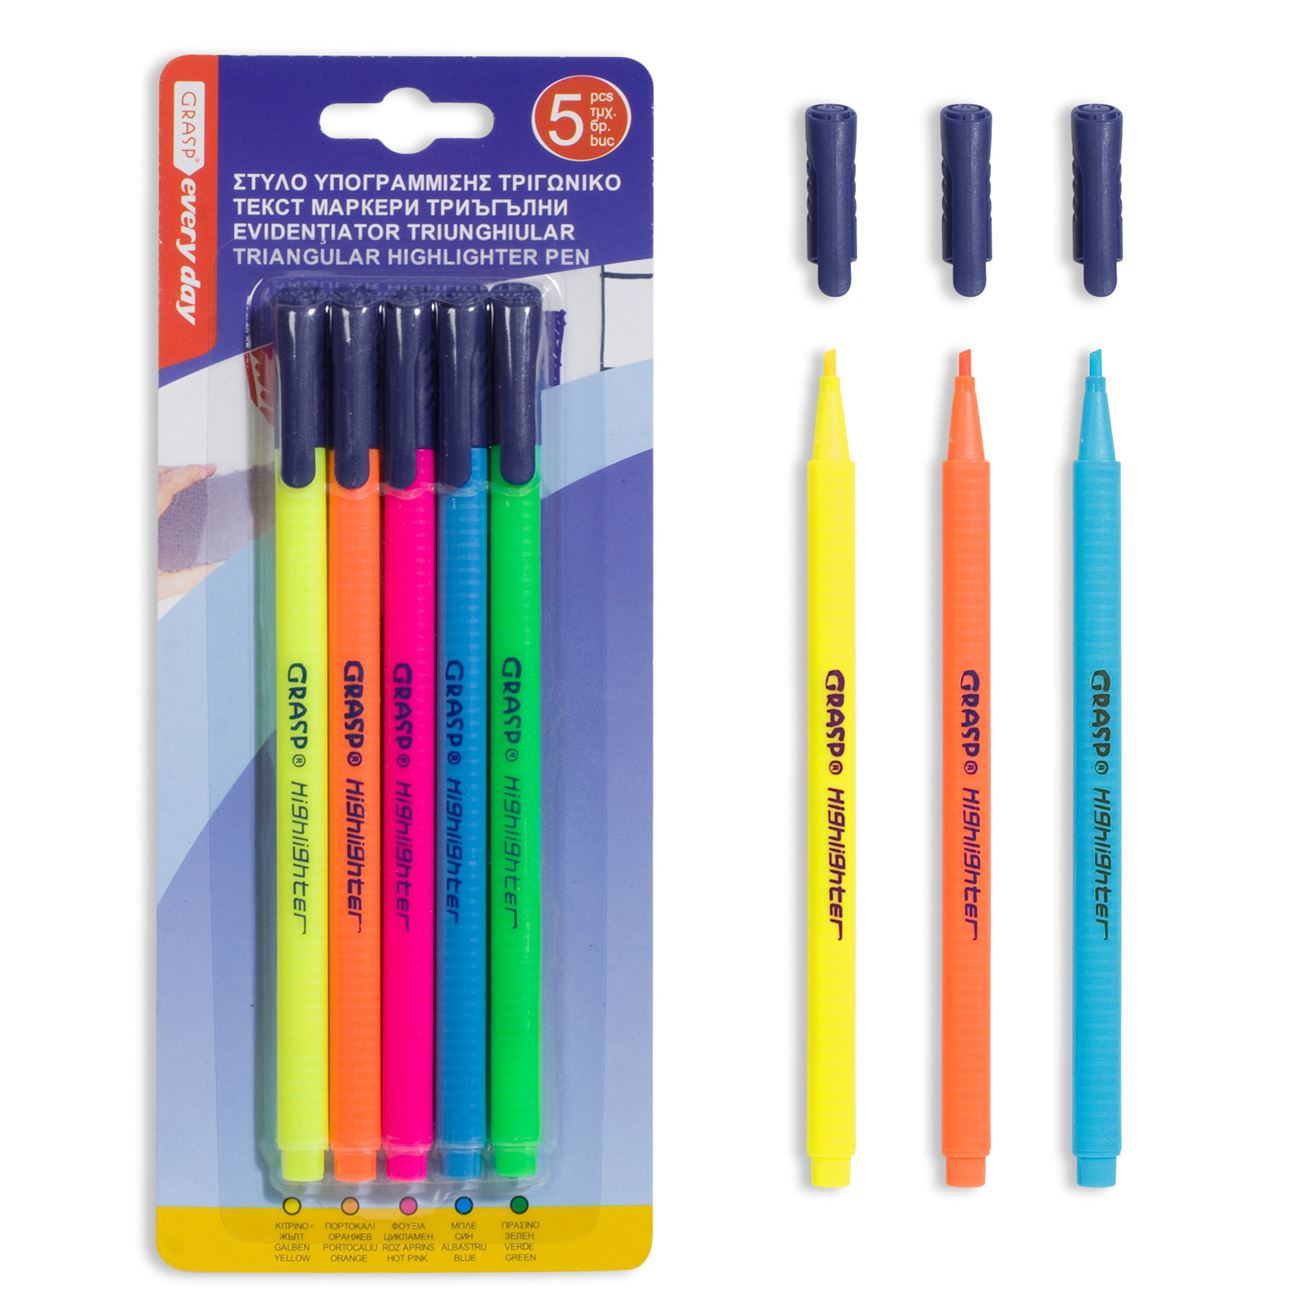 GRASP®
every day
5
pcs
τμχ.
бр.
buc
ΣΤΥΛΟ ΥΠΟΓΡΑΜΜΙΣΗΣ ΤΡΙΓΩΝΙΚΟ
ТЕКСТ МАРКЕРИ ТРИЪГЪЛНИ
EVIDENŢIATOR TRIUNGHIULAR
TRIANGULAR HIGHLIGHTER PEN
GRASP® Highlighter
GRASP® Highlighter
GRASP® Highlighter
GRASP® Highlighter
GRASP® Highlighter
GRASP® Highlighter
GRASP® Highlighter
GRASP® Highlighter
ΚΙΤΡΙΝΟ ΠΟΡΤΟΚΑΛΙ ΦΟΥΞΙΑ ΜΠΛΕ ΠΡΑΣΙΝΟ
ЖЪЛТ ОРАНЖЕВ ЦИКЛАМЕН СИН ЗЕЛЕН
GALBEN PORTOCALIU ROZ APRINS ALBASTRU VERDE
YELLOW ORANGE HOT PINK BLUE GREEN